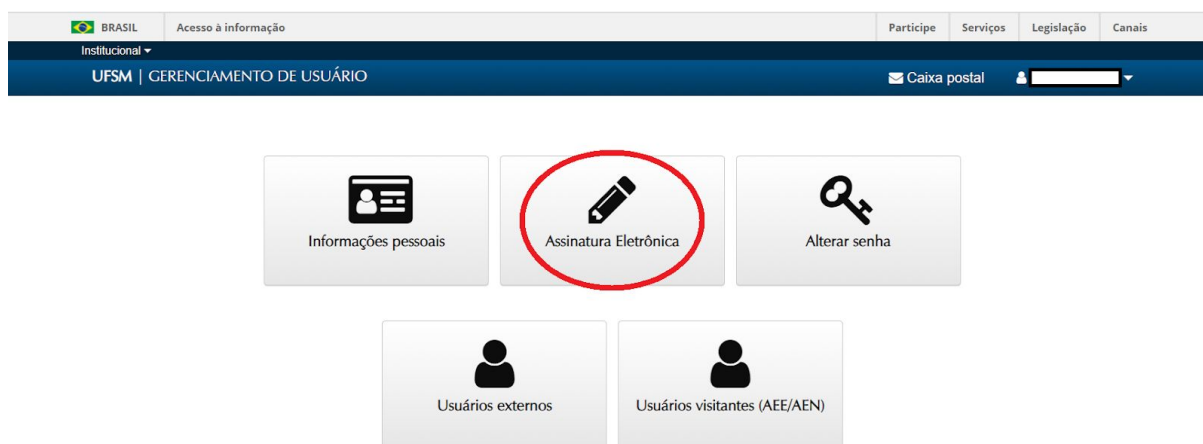 BRASIL Acesso à informação Participe Serviços Legislação Canais
Institucional
UFSM | GERENCIAMENTO DE USUÁRIO Caixa postal
Informações pessoais Assinatura Eletrônica Alterar senha
Usuários externos Usuários visitantes (AEE/AEN)